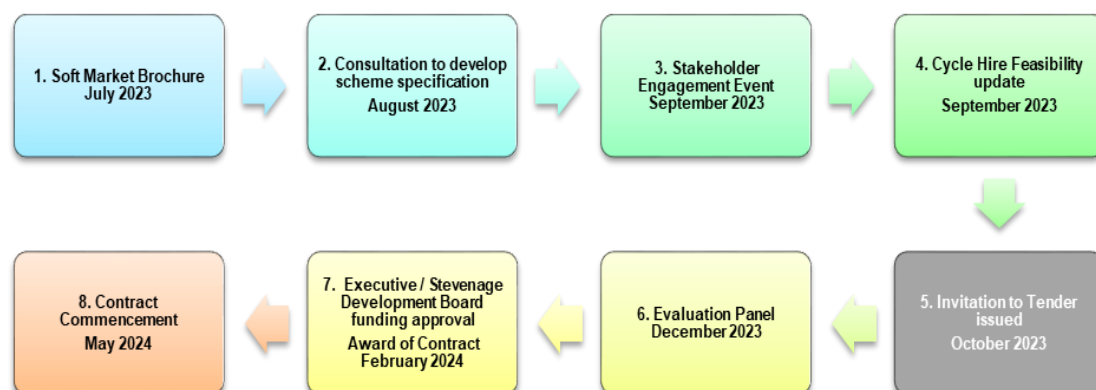 1. Soft Market Brochure
July 2023
2. Consultation to develop
scheme specification
August 2023
3. Stakeholder
Engagement Event
September 2023
4. Cycle Hire Feasibility
update
September 2023
5. Invitation to Tender
issued
October 2023
6. Evaluation Panel
December 2023
7. Executive / Stevenage
Development Board
funding approval
Award of Contract
February 2024
8. Contract
Commencement
May 2024